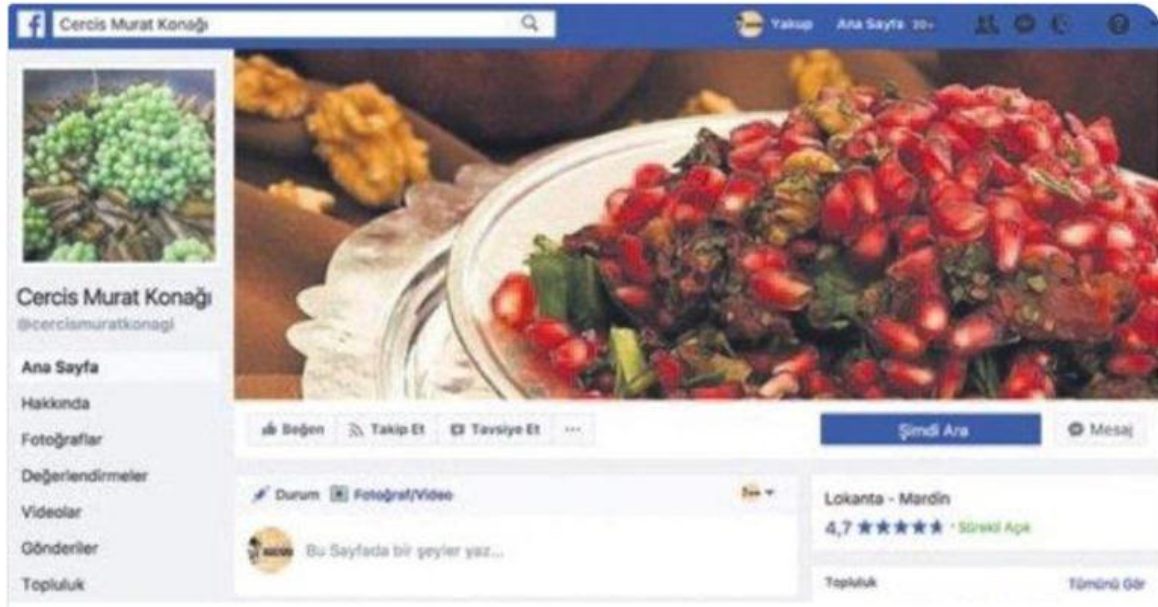 Cercis Murat Konağı
Yakup Ana Sayfa 20+
Cercis Murat Konağı
@cercismuratkonagi
Ana Sayfa
Hakkında
Fotoğraflar
Değerlendirmeler
Videolar
Gönderiler
Topluluk
Beğen Takip Et Tavsiye Et ...
Şimdi Ara
Mesaj
Durum Fotoğraf/Video
Bu Sayfada bir şeyler yaz...
Lokanta - Mardin
4,7 ★★★★★ · Sürekli Açık
Topluluk Tümünü Gör